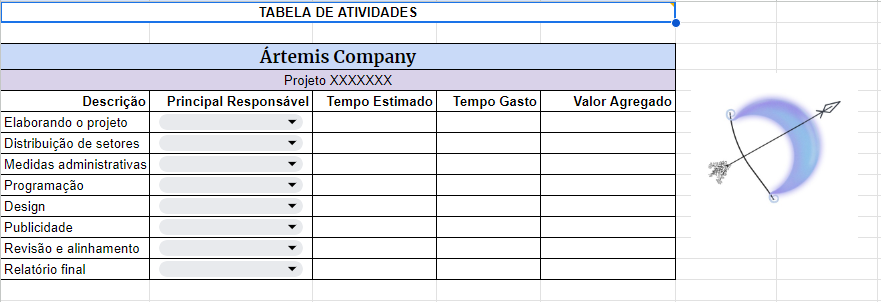 TABELA DE ATIVIDADES
Ártemis Company
Projeto XXXXXXX
Descrição Principal Responsável Tempo Estimado Tempo Gasto Valor Agregado
Elaborando o projeto
Distribuição de setores
Medidas administrativas
Programação
Design
Publicidade
Revisão e alinhamento
Relatório final